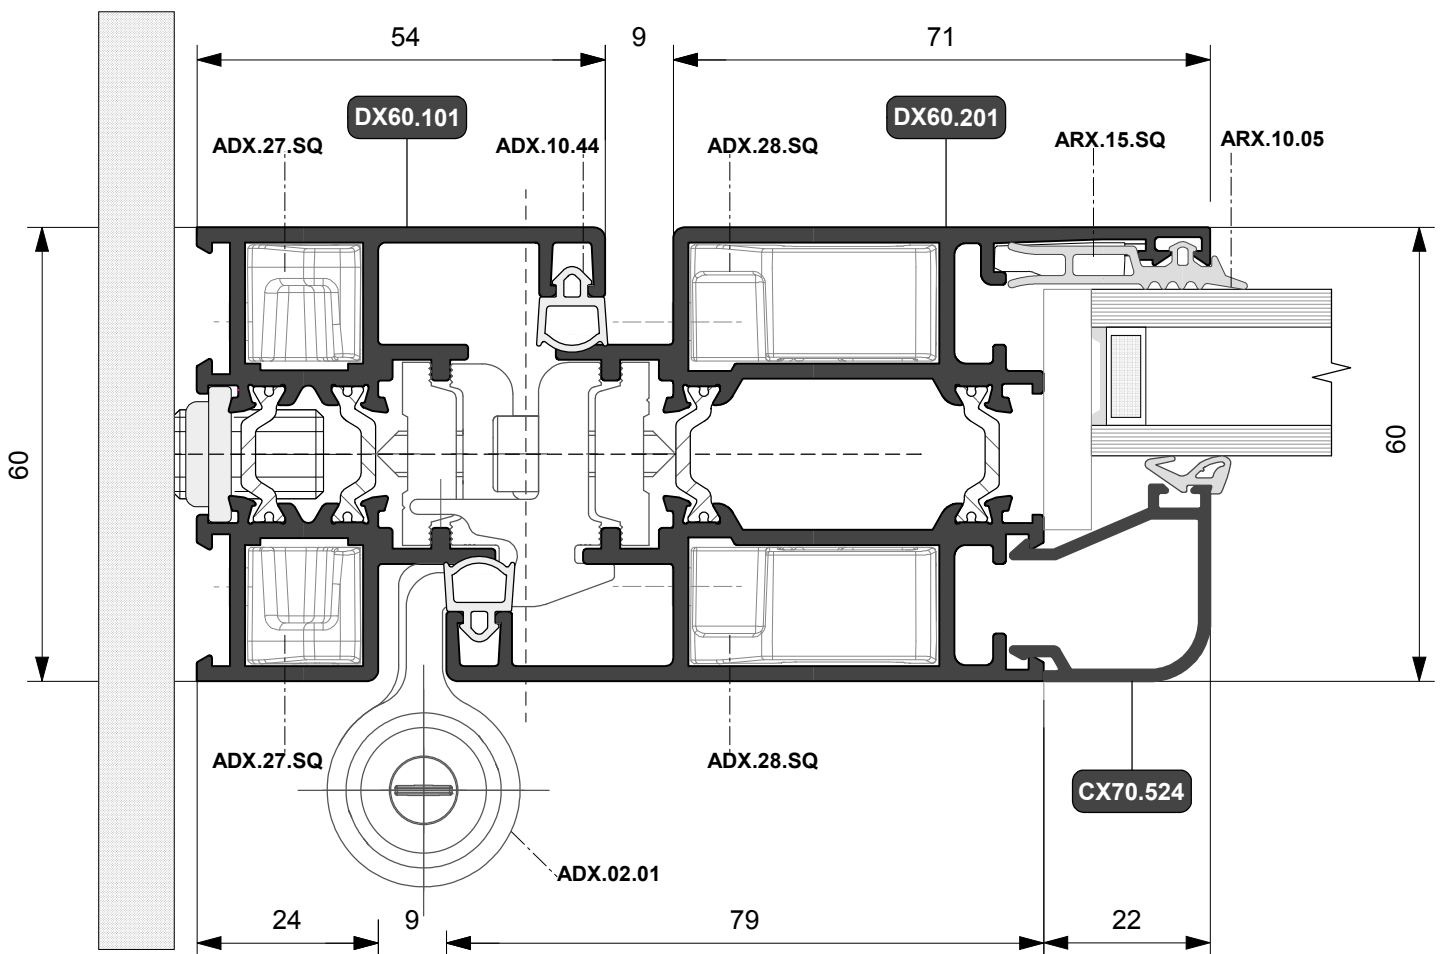 54
9
71
DX60.101
DX60.201
ADX.27.SQ
ADX.10.44
ADX.28.SQ
ARX.15.SQ
ARX.10.05
60
60
ADX.27.SQ
ADX.28.SQ
CX70.524
ADX.02.01
24
9
79
22